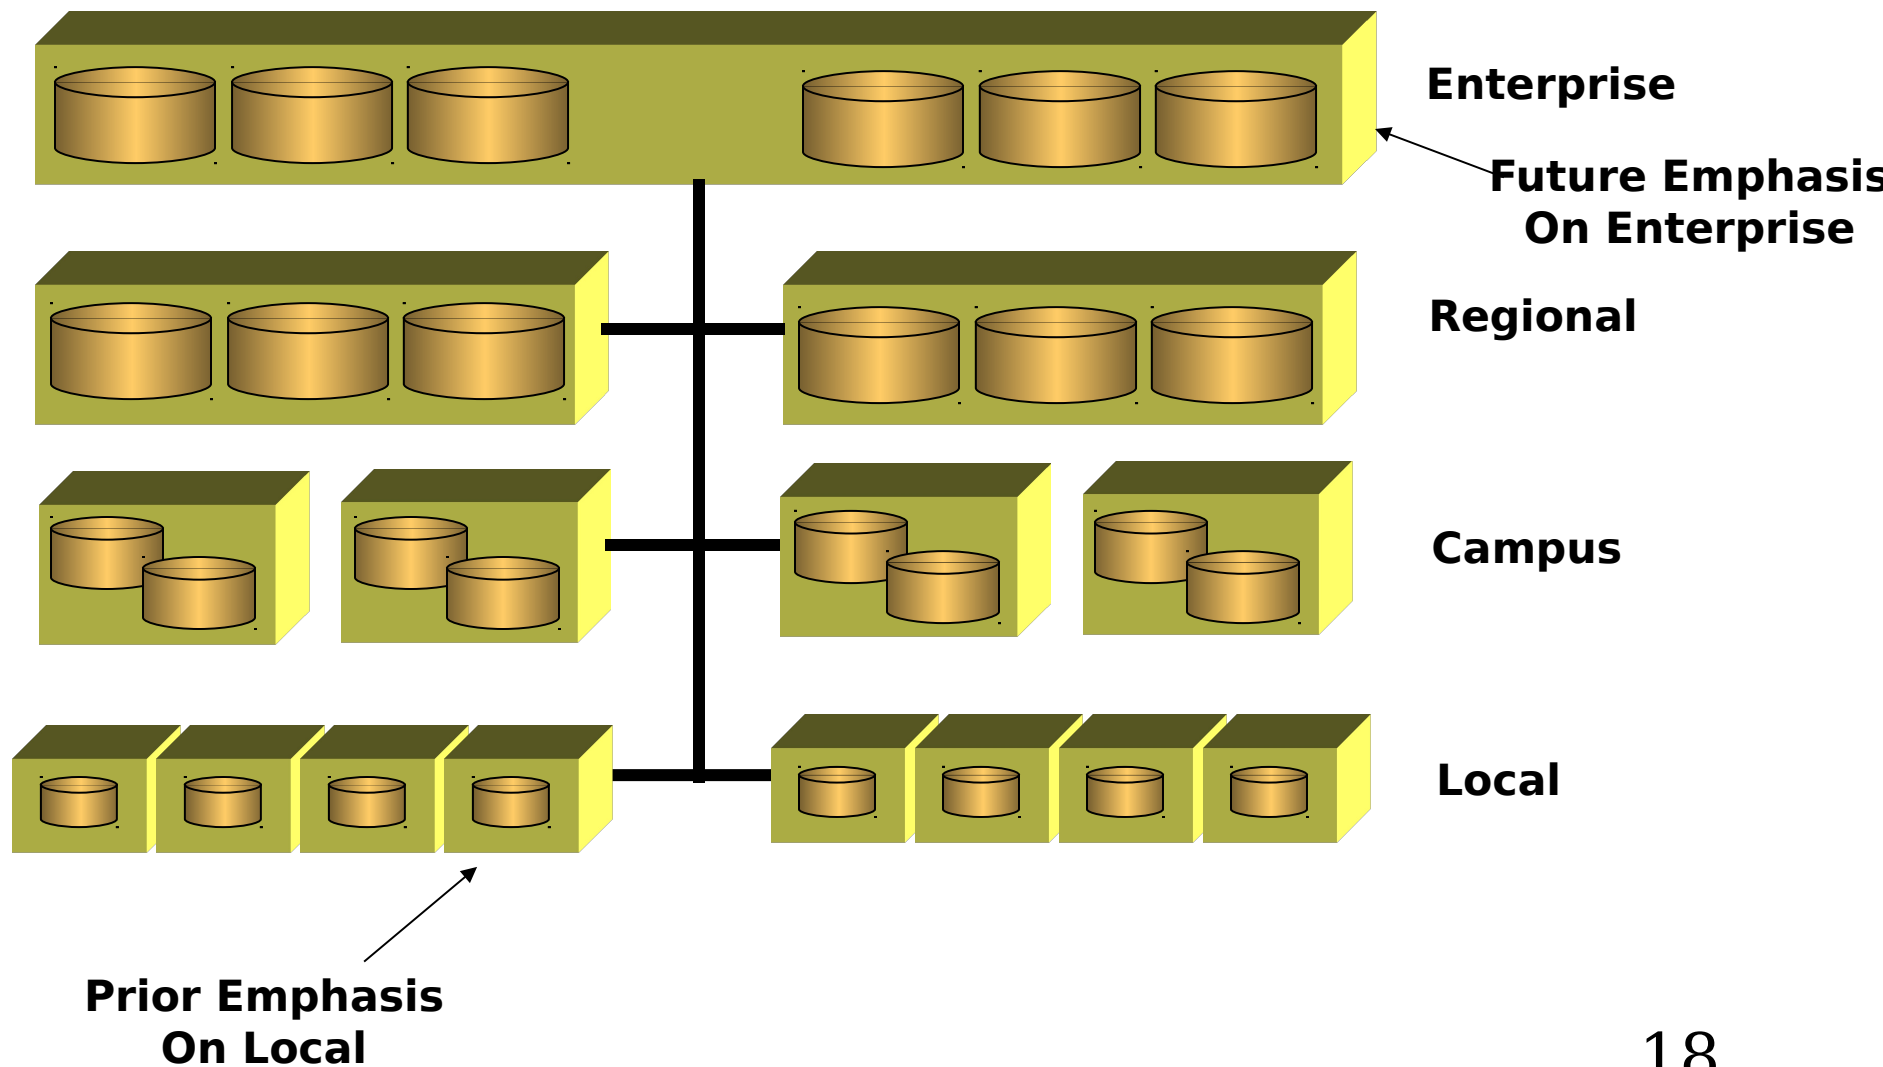 Enterprise
Future Emphasis
On Enterprise
Regional
Campus
Local
Prior Emphasis
On Local
18